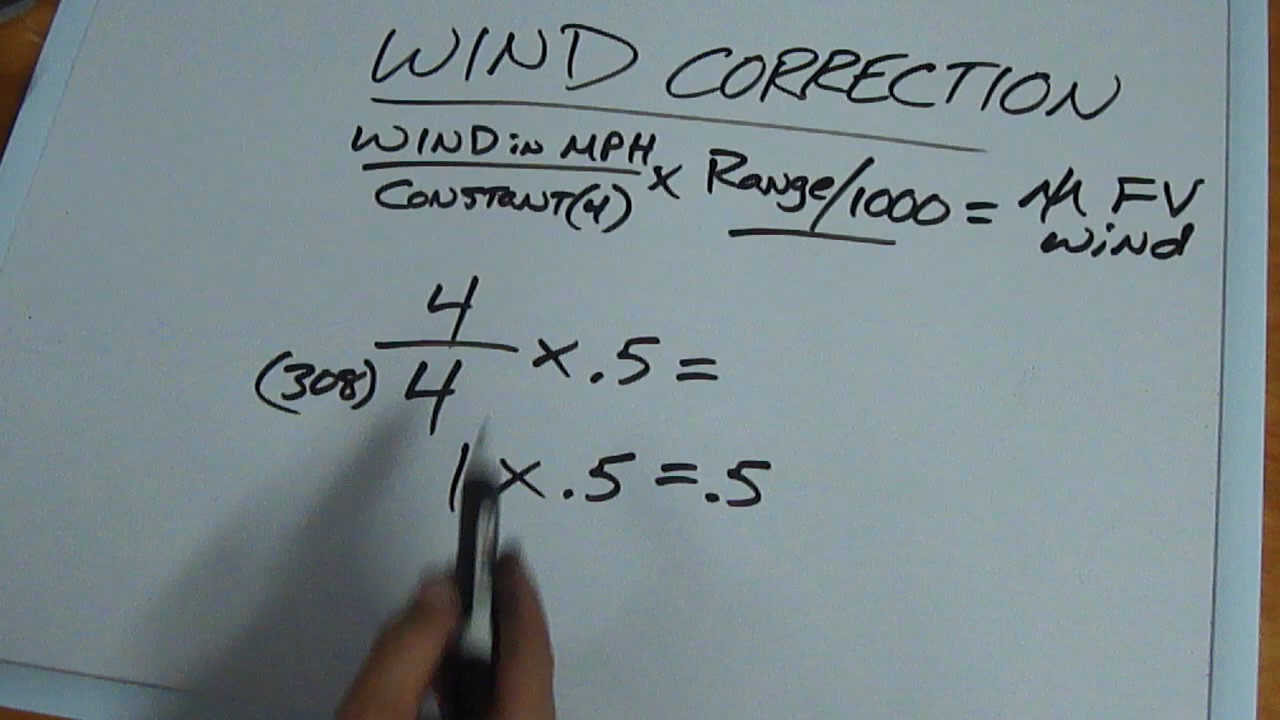 WIND CORRECTION
WIND in MPH
CONSTANT(4) × Range/1000 = FV
wind
4
(308) 4 × .5 =
1 × .5 = .5